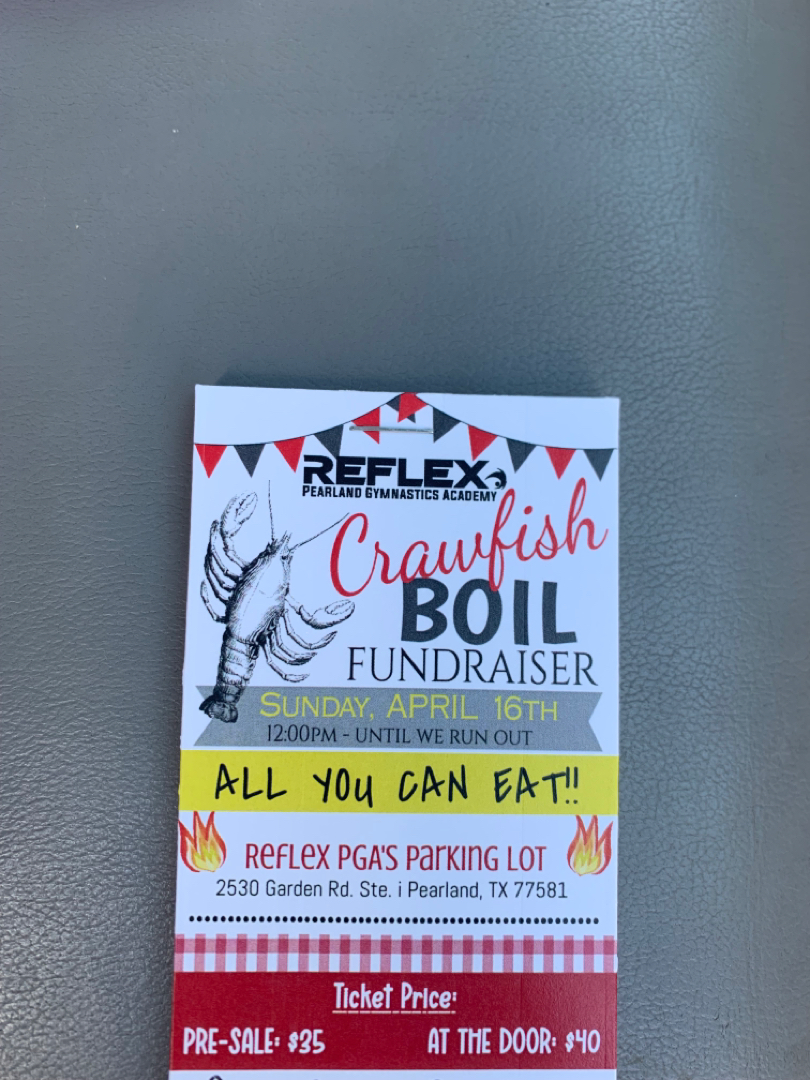 REFLEX
PEARLAND GYMNASTICS ACADEMY
Crawfish
BOIL
FUNDRAISER
SUNDAY, APRIL 16TH
12:00PM - UNTIL WE RUN OUT
ALL YOU CAN EAT!!
REFLEX PGA'S PARKING LOT
2530 Garden Rd. Ste. i Pearland, TX 77581
Ticket Price:
PRE-SALE: $35 AT THE DOOR: $40